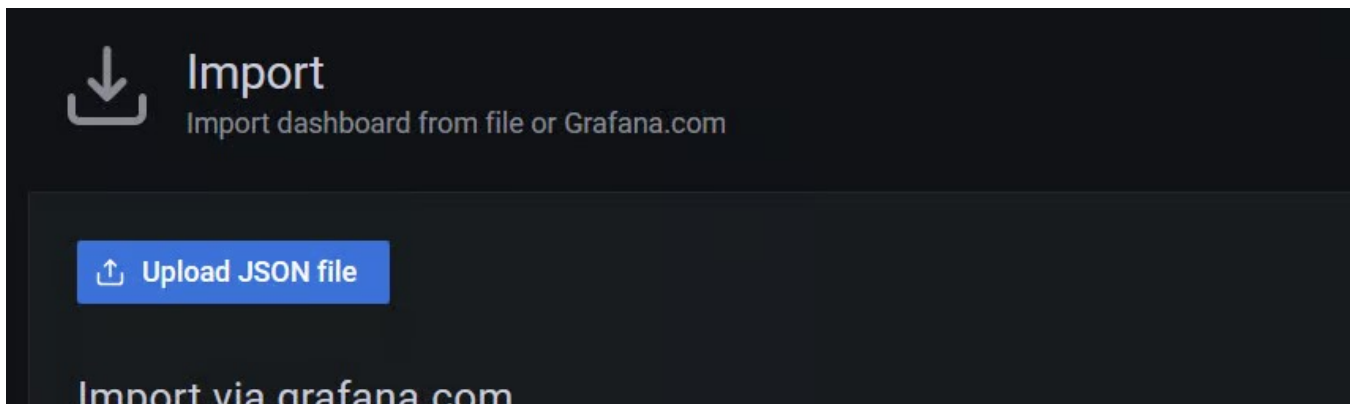 Import
Import dashboard from file or Grafana.com
Upload JSON file
Import via grafana.com